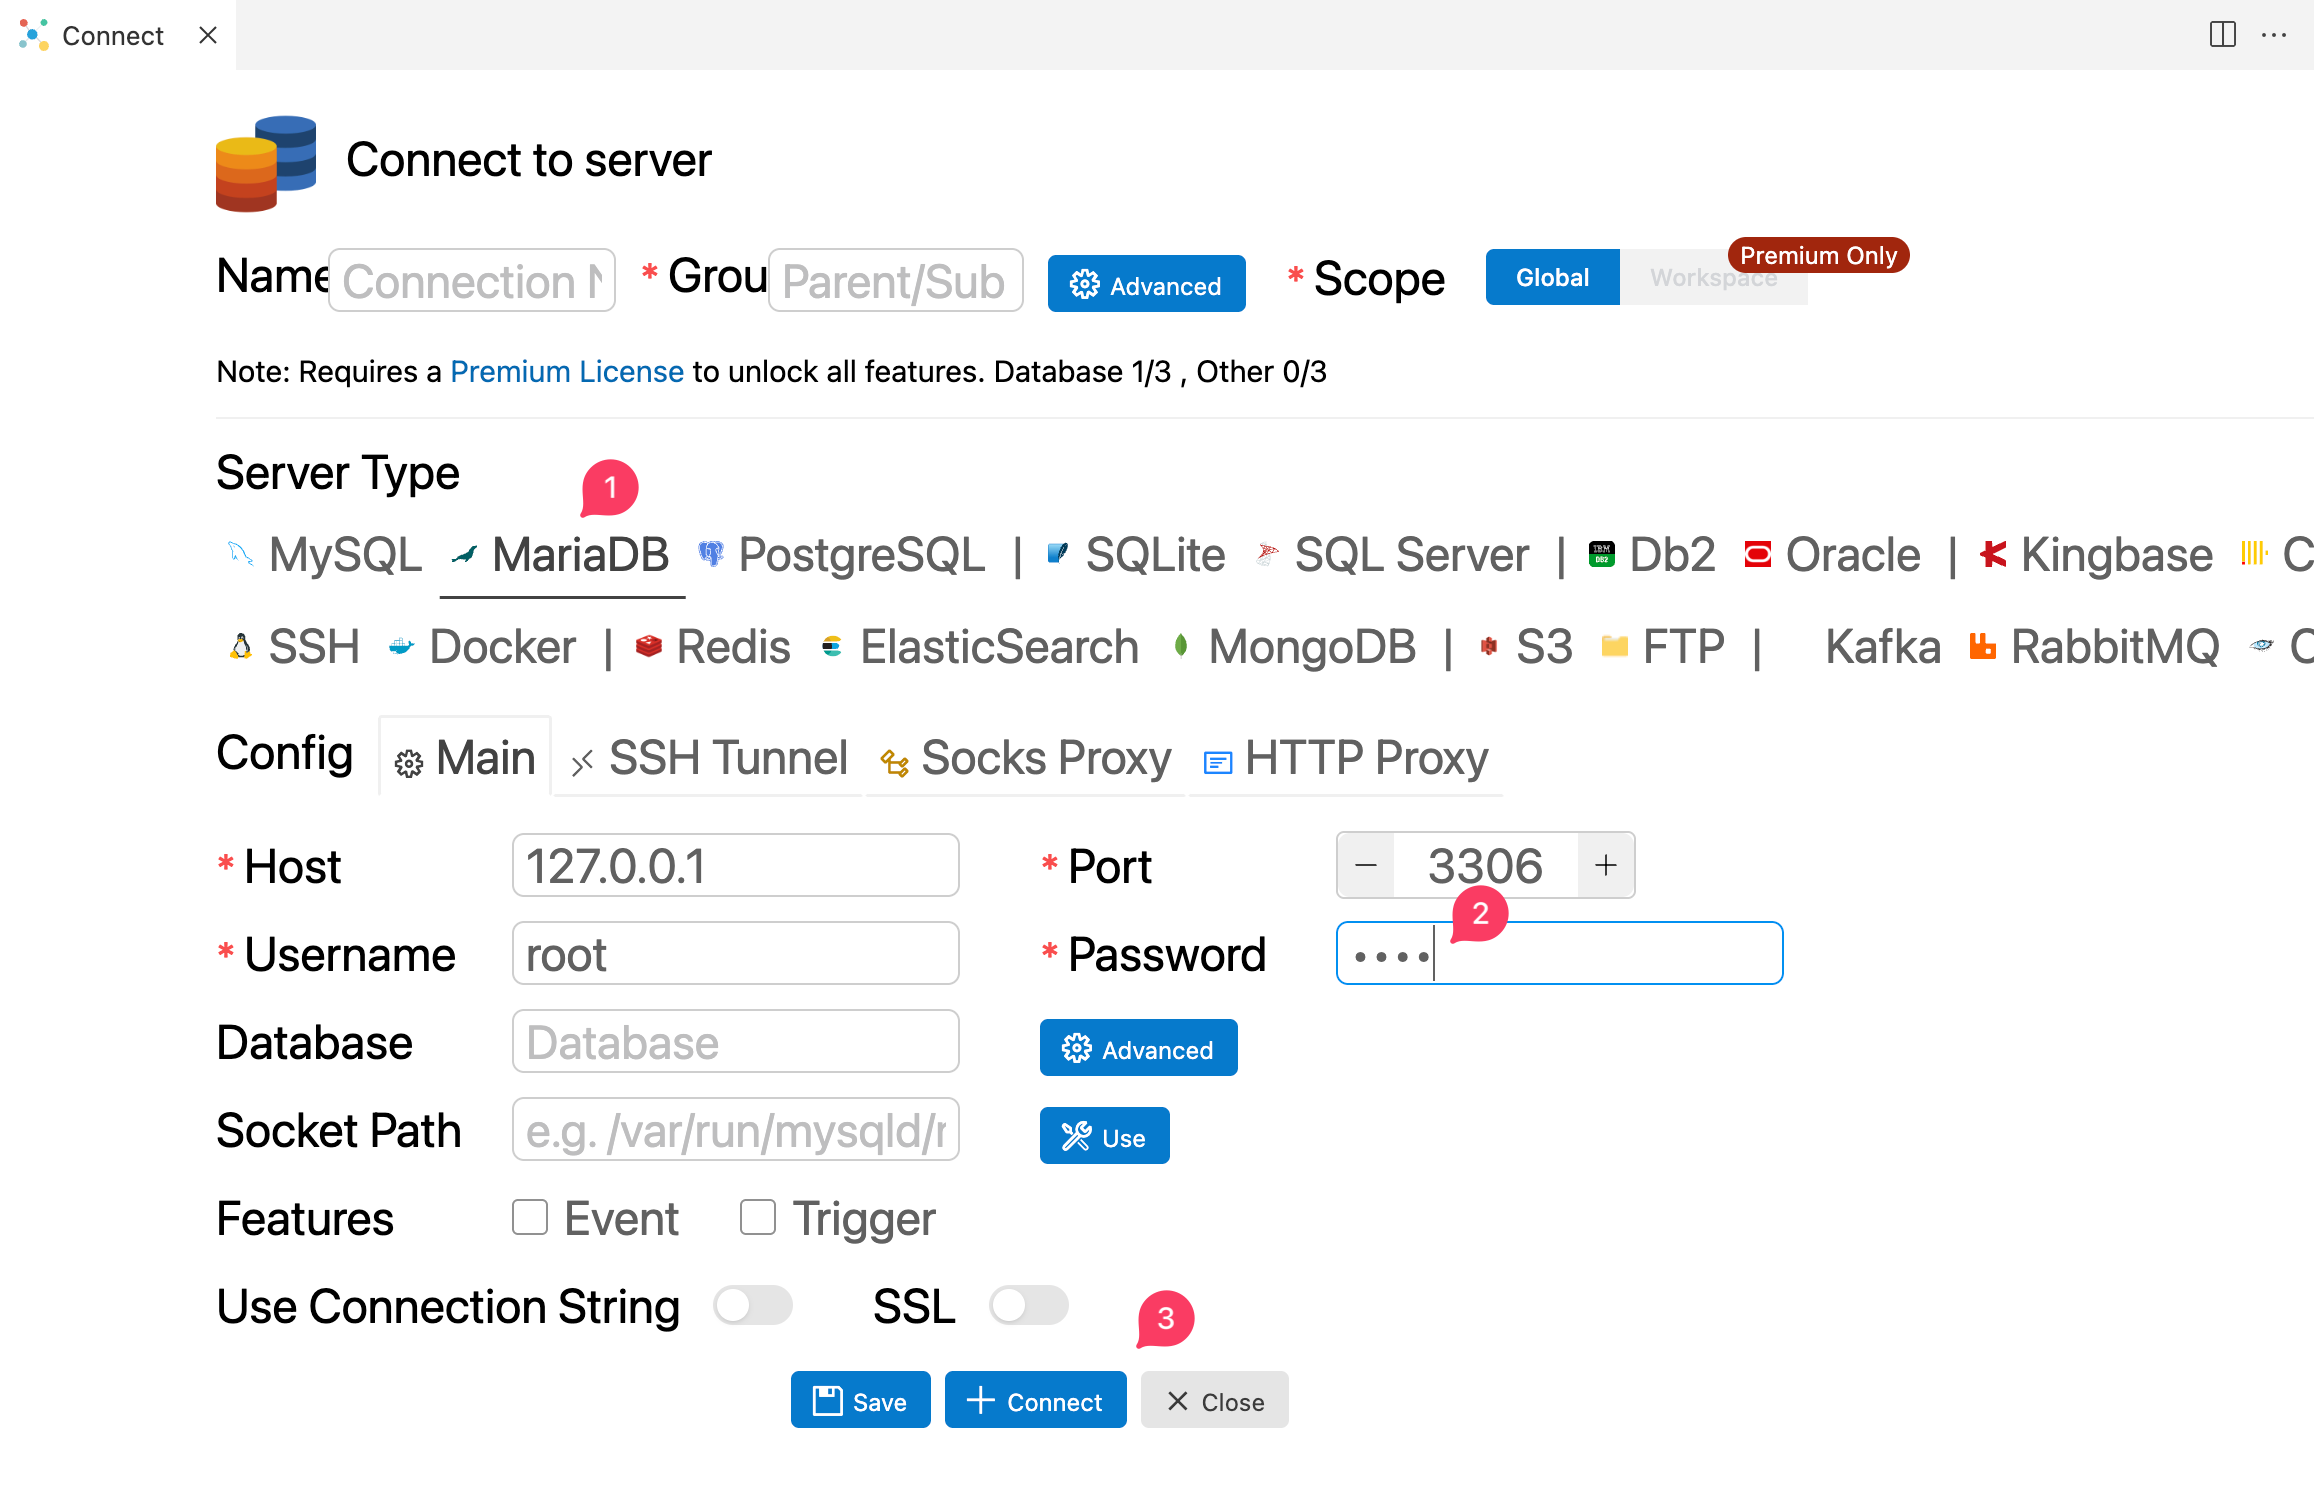 Connect
Connect to server
Name Connection N * Grou Parent/Sub Advanced * Scope Global Workspace Premium Only
Note: Requires a Premium License to unlock all features. Database 1/3 , Other 0/3
Server Type 1
MySQL MariaDB PostgreSQL | SQLite SQL Server | IBM DB2 Db2 Oracle | Kingbase C
SSH Docker | Redis ElasticSearch MongoDB | S3 FTP | Kafka RabbitMQ
Config Main SSH Tunnel Socks Proxy HTTP Proxy
* Host 127.0.0.1 * Port 3306
* Username root * Password •••• 2
Database Database Advanced
Socket Path e.g. /var/run/mysqld/ Use
Features Event Trigger
Use Connection String SSL 3
Save Connect Close